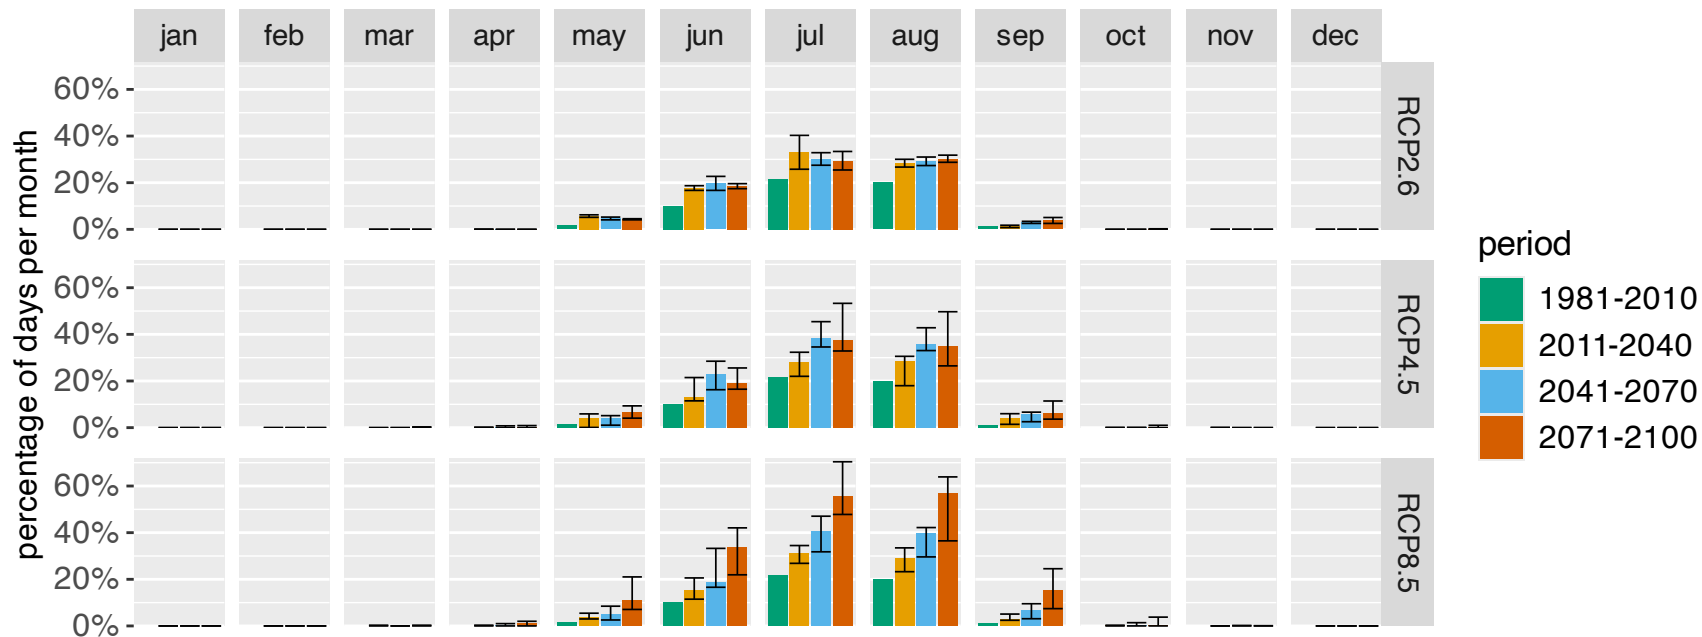 jan feb mar apr may jun jul aug sep oct nov dec
percentage of days per month
60%
40%
20%
0%
RCP2.6
60%
40%
20%
0%
RCP4.5
60%
40%
20%
0%
RCP8.5
period
1981-2010
2011-2040
2041-2070
2071-2100